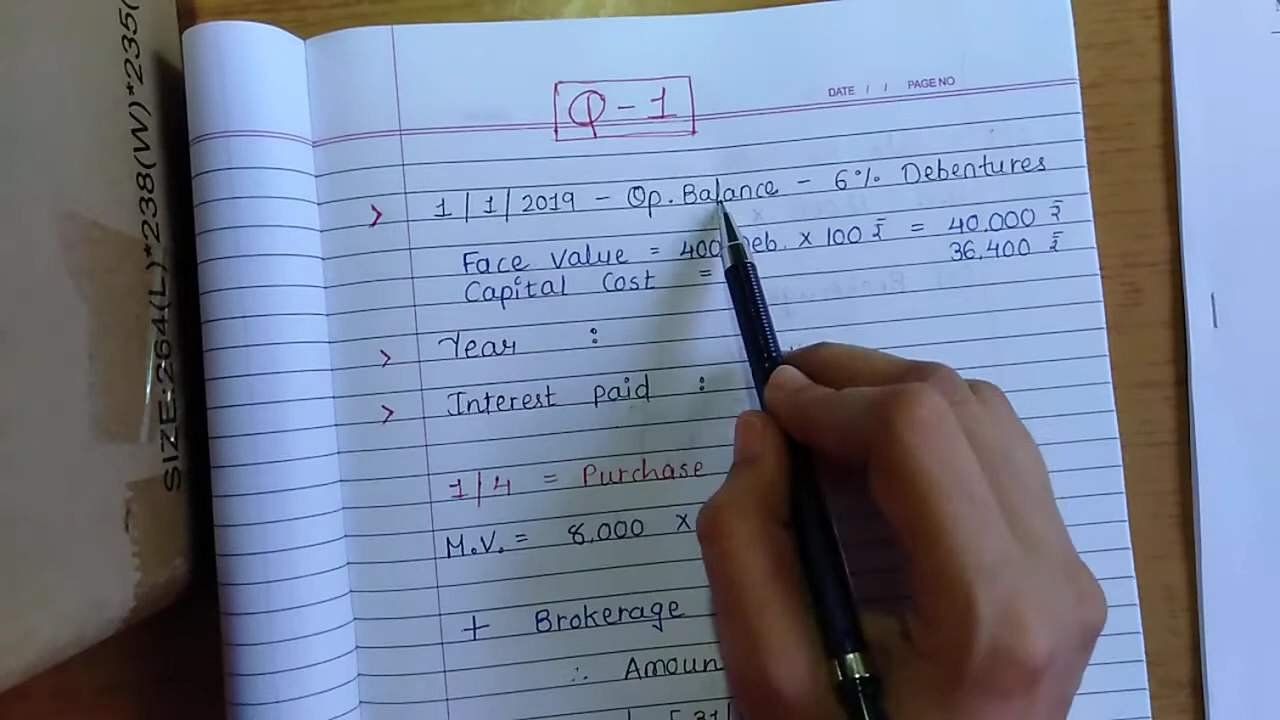 SIZE:264(L)*238(W)*235(
DATE / / PAGE NO
Q - 1
> 1/1/2019 - Op. Balance - 6% Debentures
Face value = 400 Deb. × 100 ₹ = 40,000 ₹
Capital Cost = 36,400 ₹
> Year :
> Interest paid :
1/4 = Purchase
M.V. = 8,000 ×
+ Brokerage
∴ Amoun